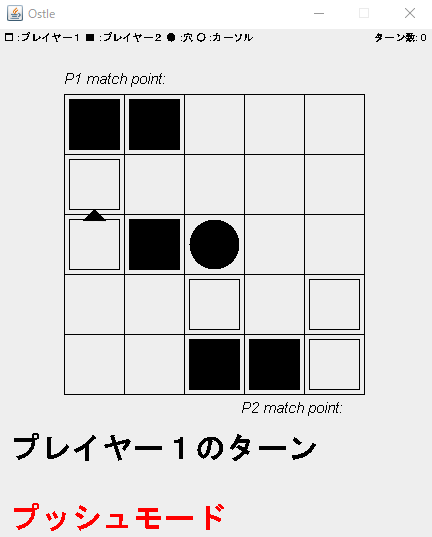 Ostle
□ :プレイヤー１ ■ :プレイヤー２ ● :穴 ○ :カーソル
ターン数: 0
P1 match point:
P2 match point:
プレイヤー１のターン
プッシュモード